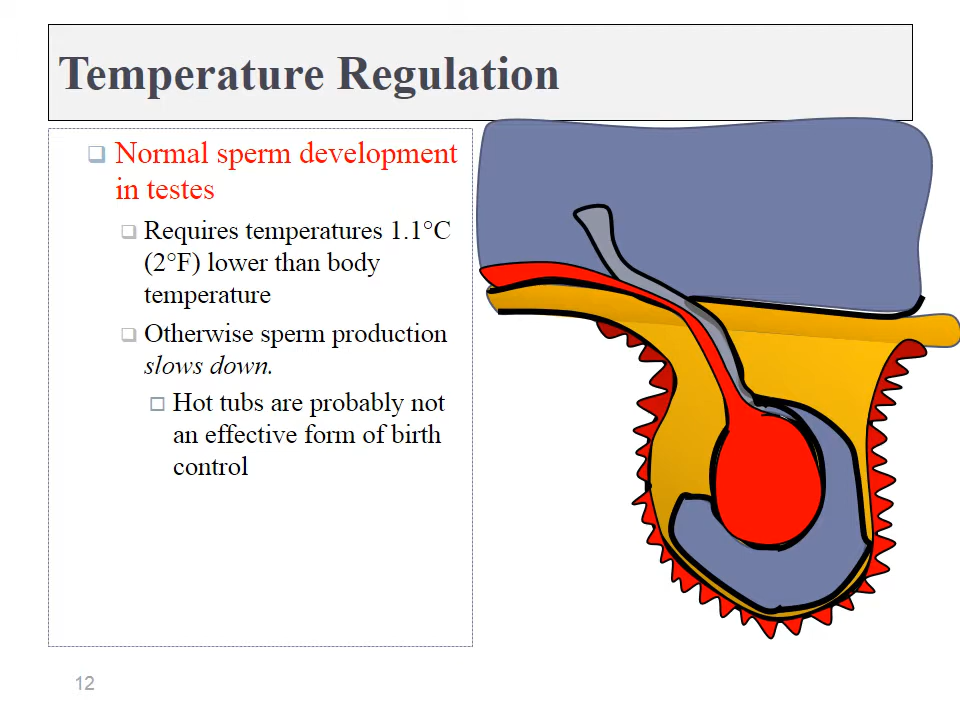 Temperature Regulation
Normal sperm development
in testes
Requires temperatures 1.1°C
(2°F) lower than body
temperature
Otherwise sperm production
slows down.
Hot tubs are probably not
an effective form of birth
control
12